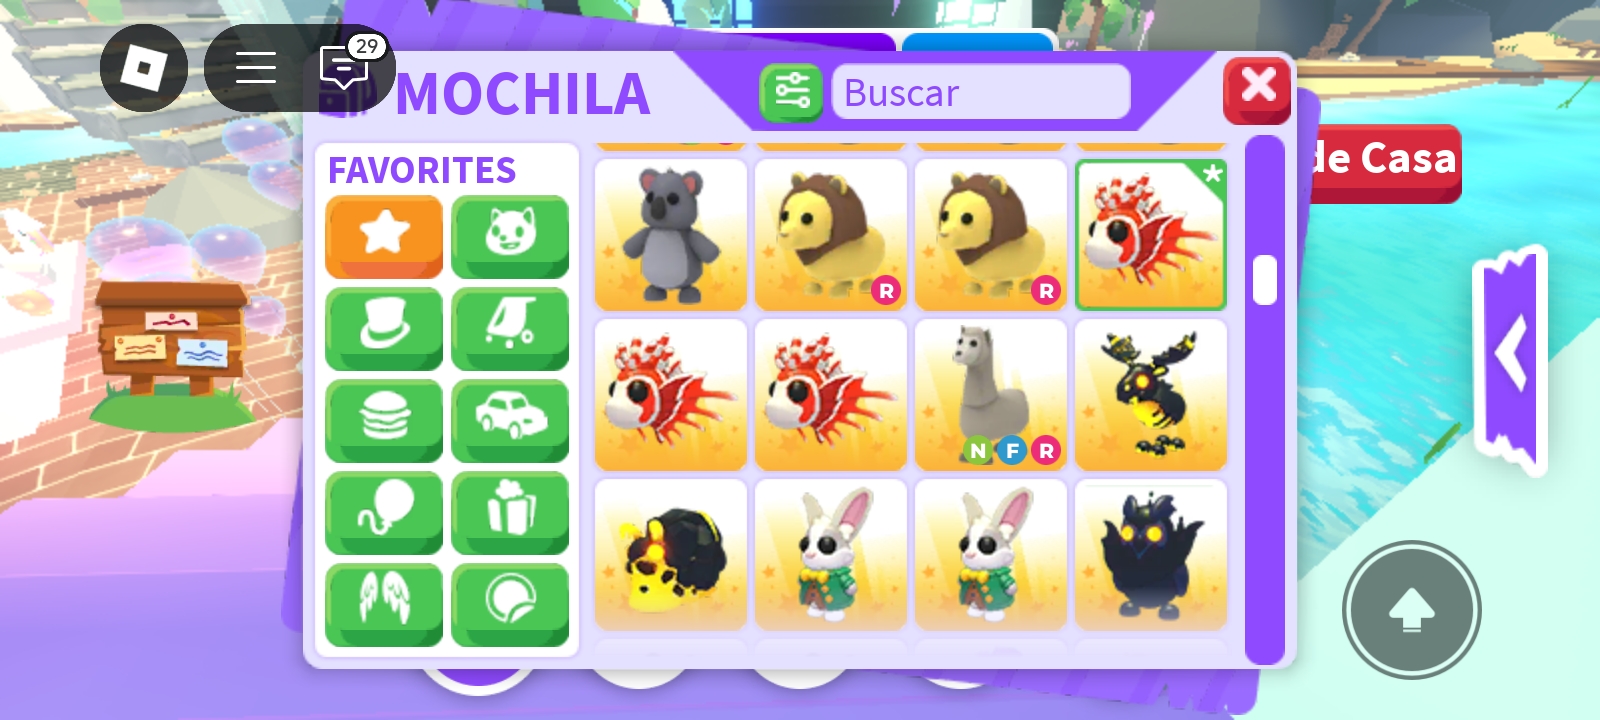 29
MOCHILA
Buscar
de Casa
FAVORITES
R
R
N F R